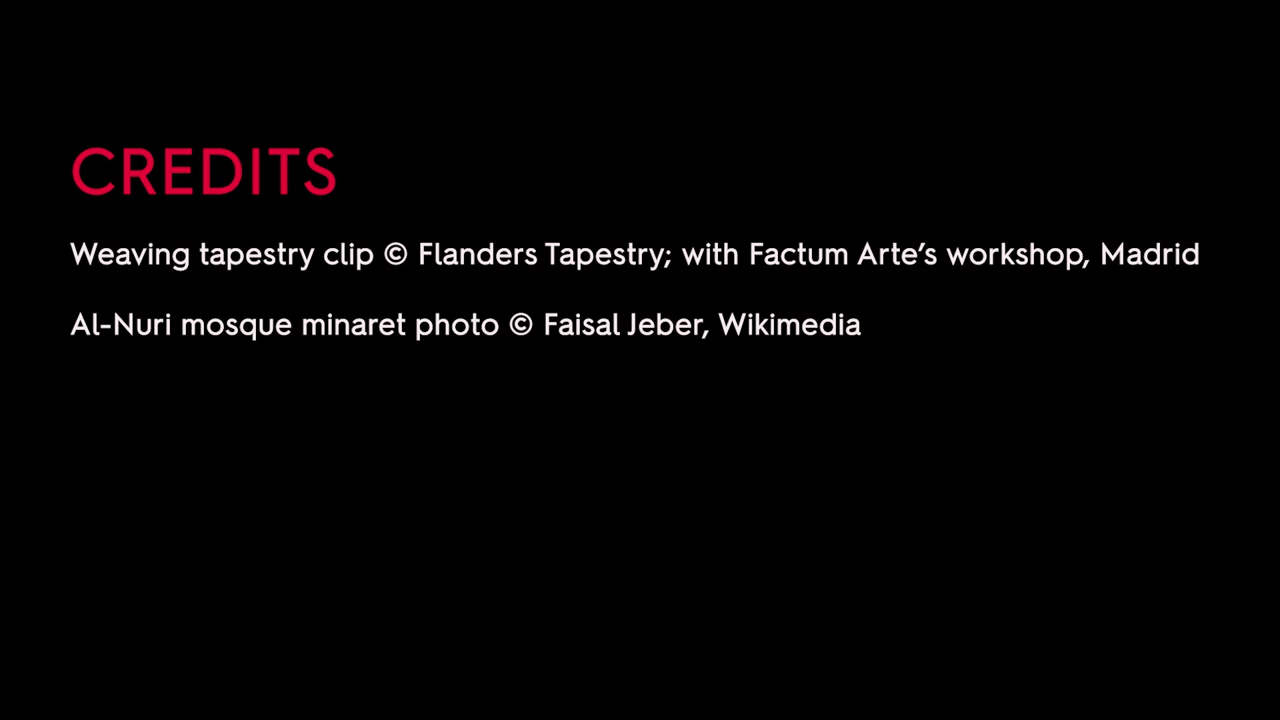 CREDITS
Weaving tapestry clip © Flanders Tapestry; with Factum Arte’s workshop, Madrid
Al-Nuri mosque minaret photo © Faisal Jeber, Wikimedia